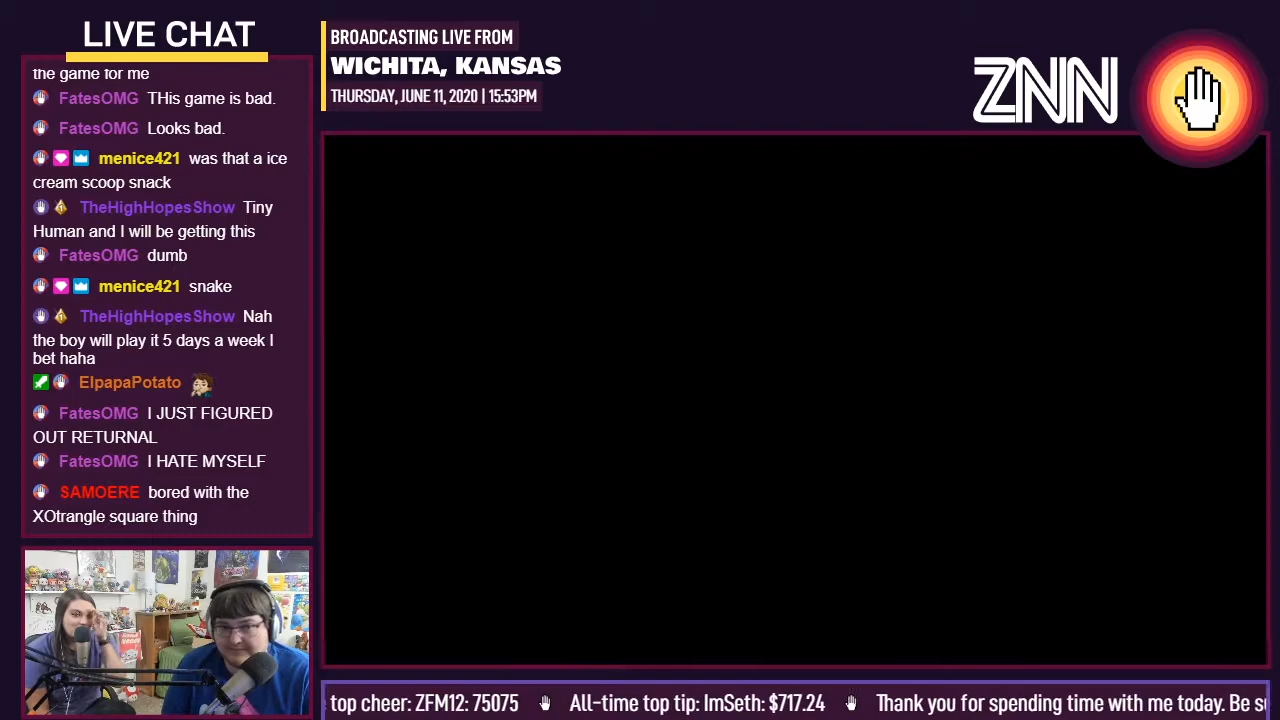 LIVE CHAT
the game for me
FatesOMG THis game is bad.
FatesOMG Looks bad.
menice421 was that a ice
cream scoop snack
TheHighHopesShow Tiny
Human and I will be getting this
FatesOMG dumb
menice421 snake
TheHighHopesShow Nah
the boy will play it 5 days a week I
bet haha
ElpapaPotato
FatesOMG I JUST FIGURED
OUT RETURNAL
FatesOMG I HATE MYSELF
SAMOERE bored with the
XOtrangle square thing
BROADCASTING LIVE FROM
WICHITA, KANSAS
THURSDAY, JUNE 11, 2020 | 15:53PM
ZNN
top cheer: ZFM12: 75075 All-time top tip: ImSeth: $717.24 Thank you for spending time with me today. Be